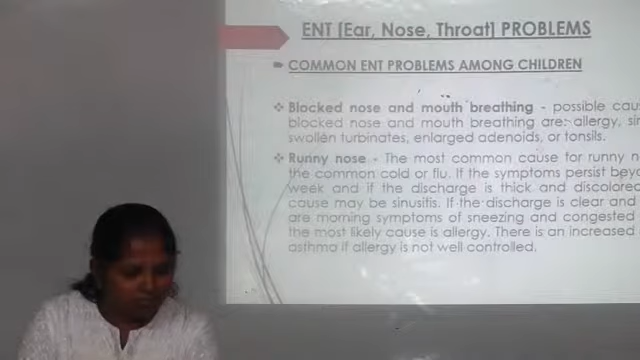 ENT [Ear, Nose, Throat] PROBLEMS
COMMON ENT PROBLEMS AMONG CHILDREN
Blocked nose and mouth breathing - possible
blocked nose and mouth breathing are: allergy,
swollen turbinates, enlarged adenoids, or tonsils.
Runny nose - The most common cause for runny
the common cold or flu. If the symptoms persist
week and if the discharge is thick and discolored
cause may be sinusitis. If the discharge is clear and
are morning symptoms of sneezing and congested
the most likely cause is allergy. There is an increased
asthma if allergy is not well controlled.